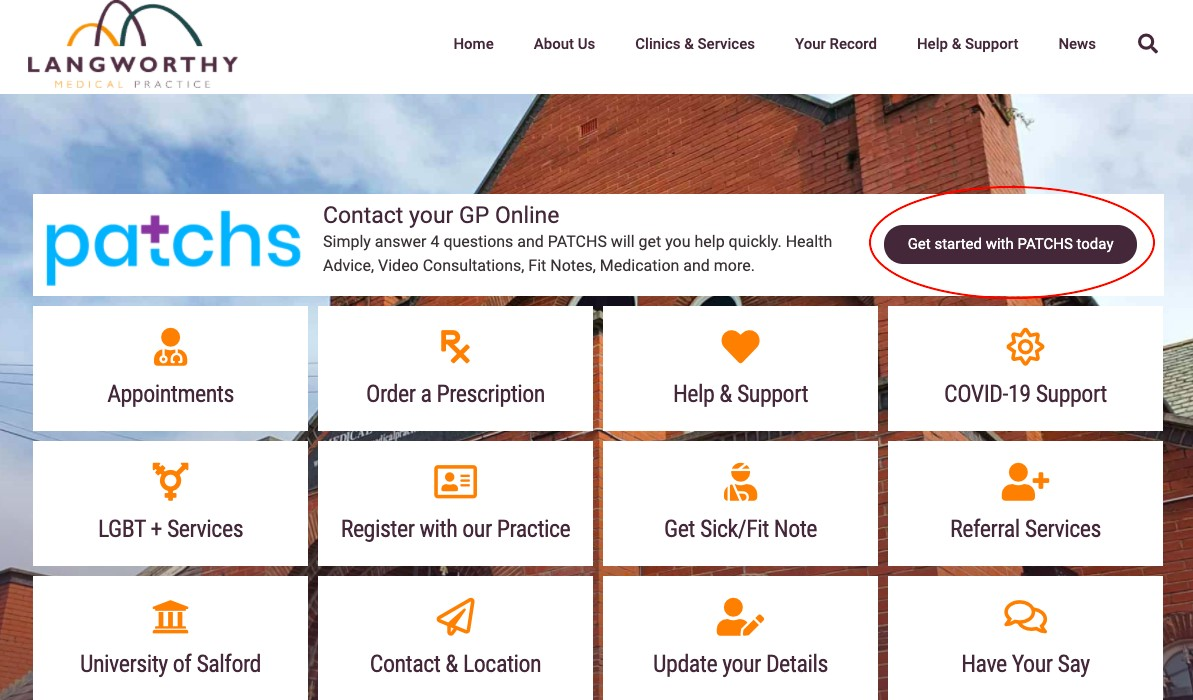 LANGWORTHY
MEDICAL PRACTICE
Home About Us Clinics & Services Your Record Help & Support News
patchs
Contact your GP Online
Simply answer 4 questions and PATCHS will get you help quickly. Health
Advice, Video Consultations, Fit Notes, Medication and more.
Get started with PATCHS today
Appointments
Order a Prescription
Help & Support
COVID-19 Support
LGBT + Services
Register with our Practice
Get Sick/Fit Note
Referral Services
University of Salford
Contact & Location
Update your Details
Have Your Say